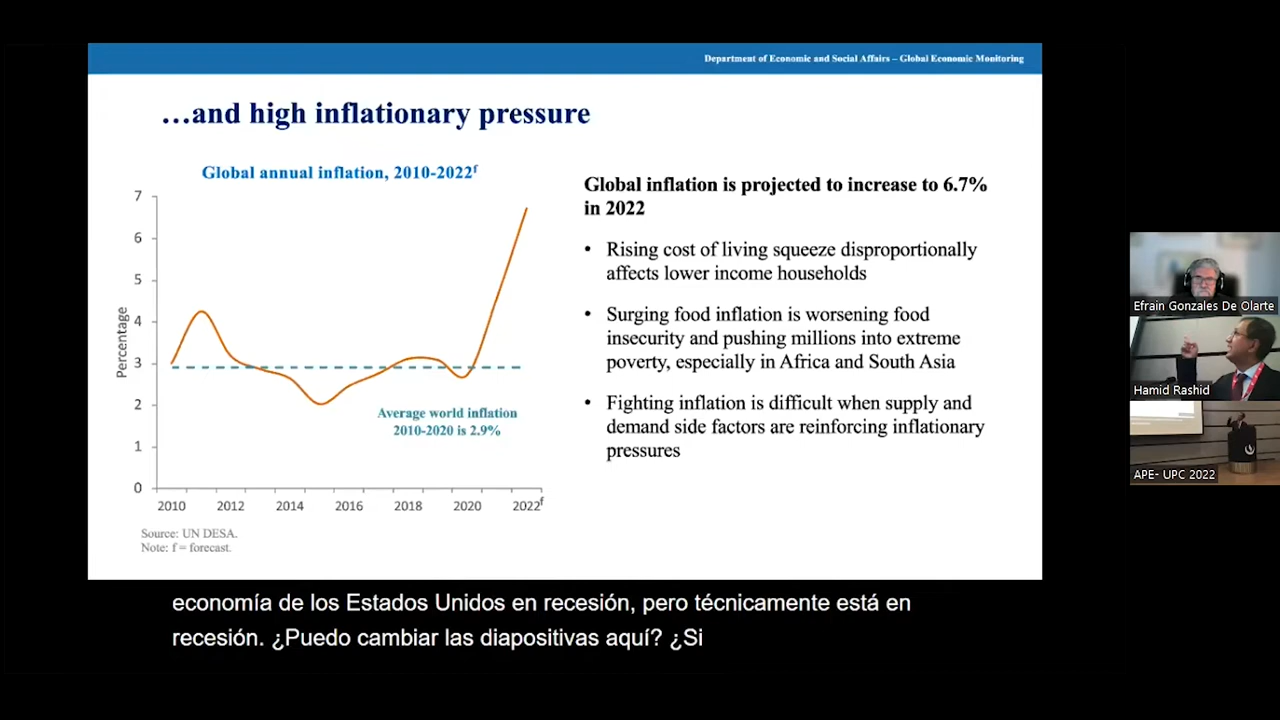 Department of Economic and Social Affairs – Global Economic Monitoring
…and high inflationary pressure
Global annual inflation, 2010-2022f
Percentage
7
6
5
4
3
2
1
0
2010
2012
2014
2016
2018
2020
2022f
Average world inflation
2010-2020 is 2.9%
Source: UN DESA.
Note: f = forecast.
Global inflation is projected to increase to 6.7%
in 2022
• Rising cost of living squeeze disproportionally
affects lower income households
• Surging food inflation is worsening food
insecurity and pushing millions into extreme
poverty, especially in Africa and South Asia
• Fighting inflation is difficult when supply and
demand side factors are reinforcing inflationary
pressures
Efrain Gonzales De Olarte
Hamid Rashid
APE- UPC 2022
economía de los Estados Unidos en recesión, pero técnicamente está en
recesión. ¿Puedo cambiar las diapositivas aquí? ¿Si